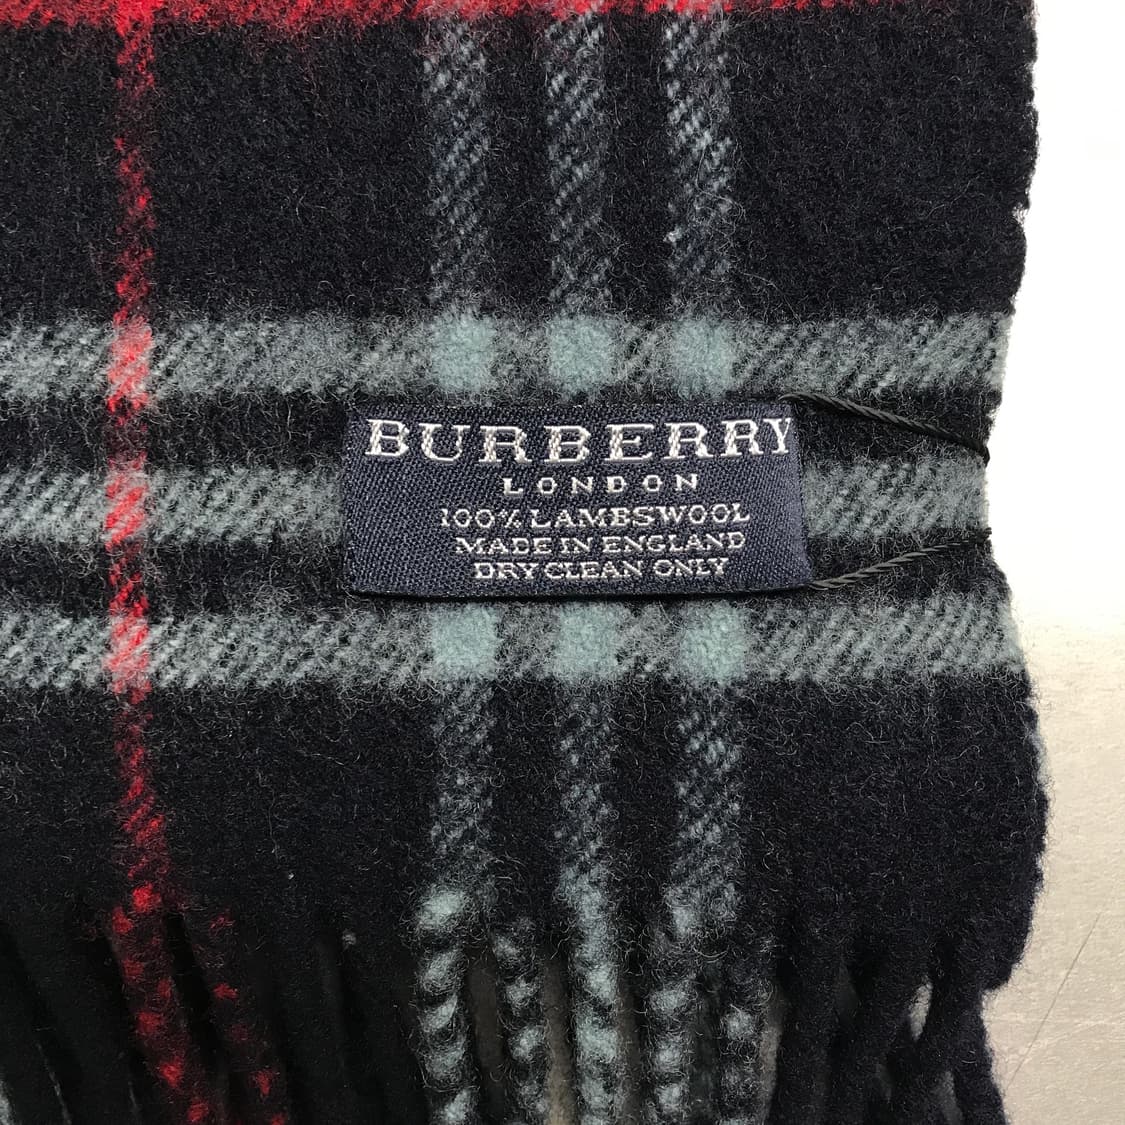 BURBERRY
LONDON
100% LAMBSWOOL
MADE IN ENGLAND
DRY CLEAN ONLY